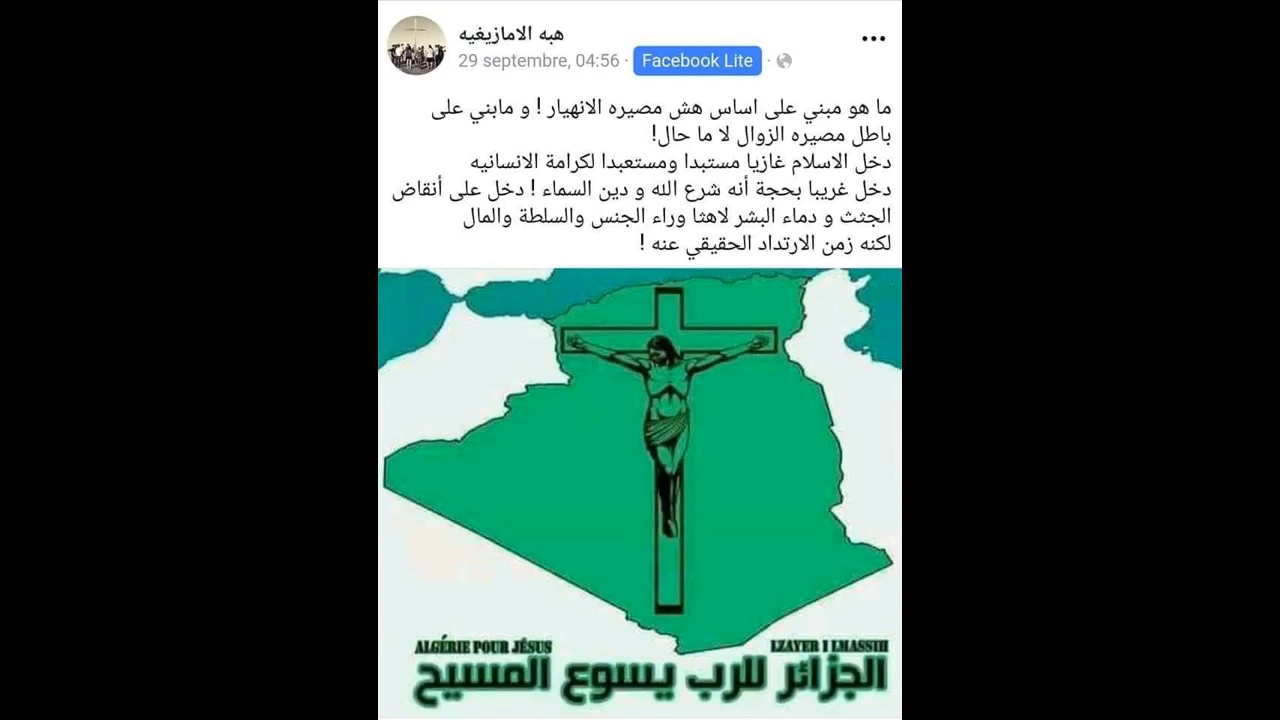 هبه الامازيغيه
29 septembre, 04:56 · Facebook Lite ·
ما هو مبني على اساس هش مصيره الانهيار ! و مابني على
باطل مصيره الزوال لا ما حال!
دخل الاسلام غازيا مستبدا ومستعبدا لكرامة الانسانيه
دخل غريبا بحجة أنه شرع الله و دين السماء ! دخل على أنقاض
الجثث و دماء البشر لاهثا وراء الجنس والسلطة والمال
لكنه زمن الارتداد الحقيقي عنه !
ALGÉRIE POUR JÉSUS
LZAYER I LMASSIH
الجزائر للرب يسوع المسيح